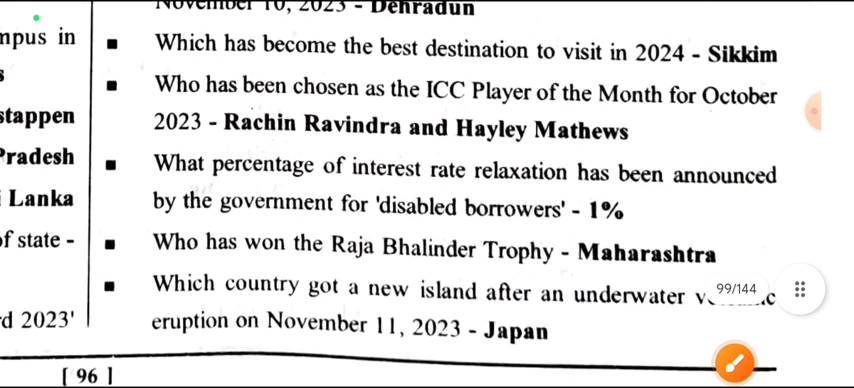 November 10, 2023 - Dehradun
mpus in
s
stappen
Pradesh
i Lanka
of state -
rd 2023'
■ Which has become the best destination to visit in 2024 - Sikkim
■ Who has been chosen as the ICC Player of the Month for October
2023 - Rachin Ravindra and Hayley Mathews
■ What percentage of interest rate relaxation has been announced
by the government for 'disabled borrowers' - 1%
■ Who has won the Raja Bhalinder Trophy - Maharashtra
■ Which country got a new island after an underwater v
eruption on November 11, 2023 - Japan
99/144
[ 96 ]